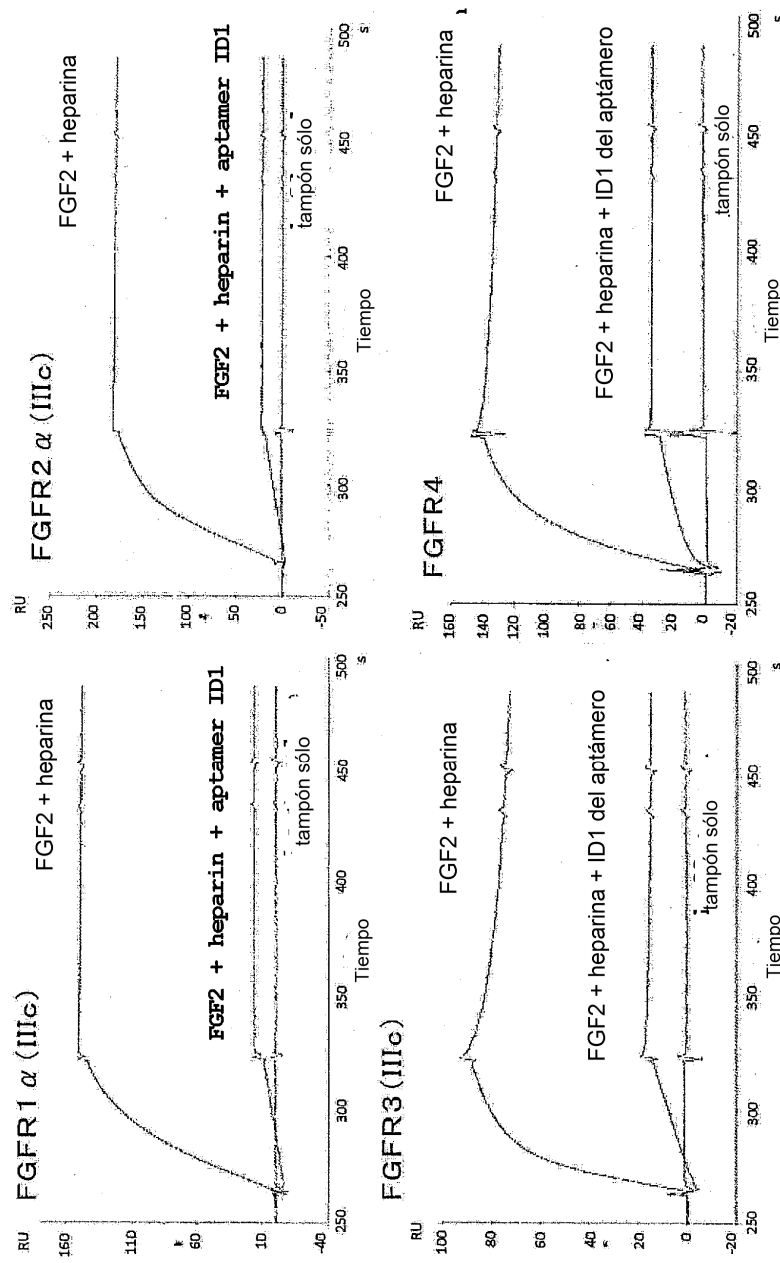 FGFR1 α (IIIc)
RU
160
110
60
10
-40
FGF2 + heparina
FGF2 + heparin + aptamer ID1
tampón sólo
250 300 350 400 450 500
Tiempo
s
FGFR2 α (IIIc)
RU
250
200
150
100
50
0
-50
FGF2 + heparina
FGF2 + heparin + aptamer ID1
tampón sólo
250 300 350 400 450 500
Tiempo
s
FGFR3 (IIIc)
RU
100
80
60
40
20
0
-20
FGF2 + heparina
FGF2 + heparina + ID1 del aptámero
tampón sólo
250 300 350 400 450 500
Tiempo
s
FGFR4
RU
160
140
120
100
80
60
40
20
0
-20
FGF2 + heparina
FGF2 + heparina + ID1 del aptámero
tampón sólo
250 300 350 400 450 500
Tiempo
s